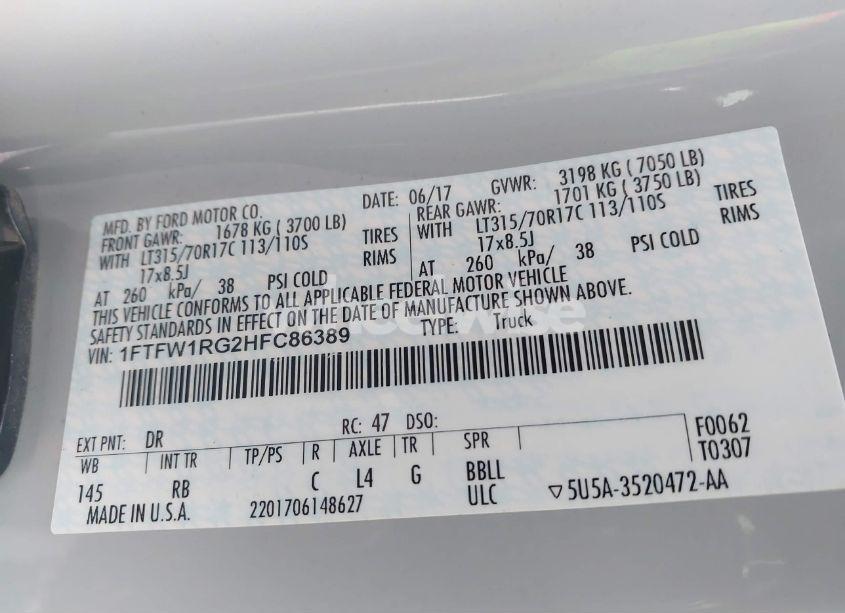 MFD. BY FORD MOTOR CO. DATE: 06/17 GVWR: 3198 KG ( 7050 LB)
FRONT GAWR: 1678 KG ( 3700 LB) REAR GAWR: 1701 KG ( 3750 LB)
WITH LT315/70R17C 113/110S TIRES WITH LT315/70R17C 113/110S TIRES
17x8.5J RIMS 17x8.5J RIMS
AT 260 kPa/ 38 PSI COLD AT 260 kPa/ 38 PSI COLD
THIS VEHICLE CONFORMS TO ALL APPLICABLE FEDERAL MOTOR VEHICLE
SAFETY STANDARDS IN EFFECT ON THE DATE OF MANUFACTURE SHOWN ABOVE.
VIN: 1FTFW1RG2HFC86389 TYPE: Truck
EXT PNT: DR RC: 47 DSO:
WB INT TR TP/PS R AXLE TR SPR F0062
T0307
145 RB C L4 G BBLL
ULC
MADE IN U.S.A. 2201706148627 ▽5U5A-3520472-AA